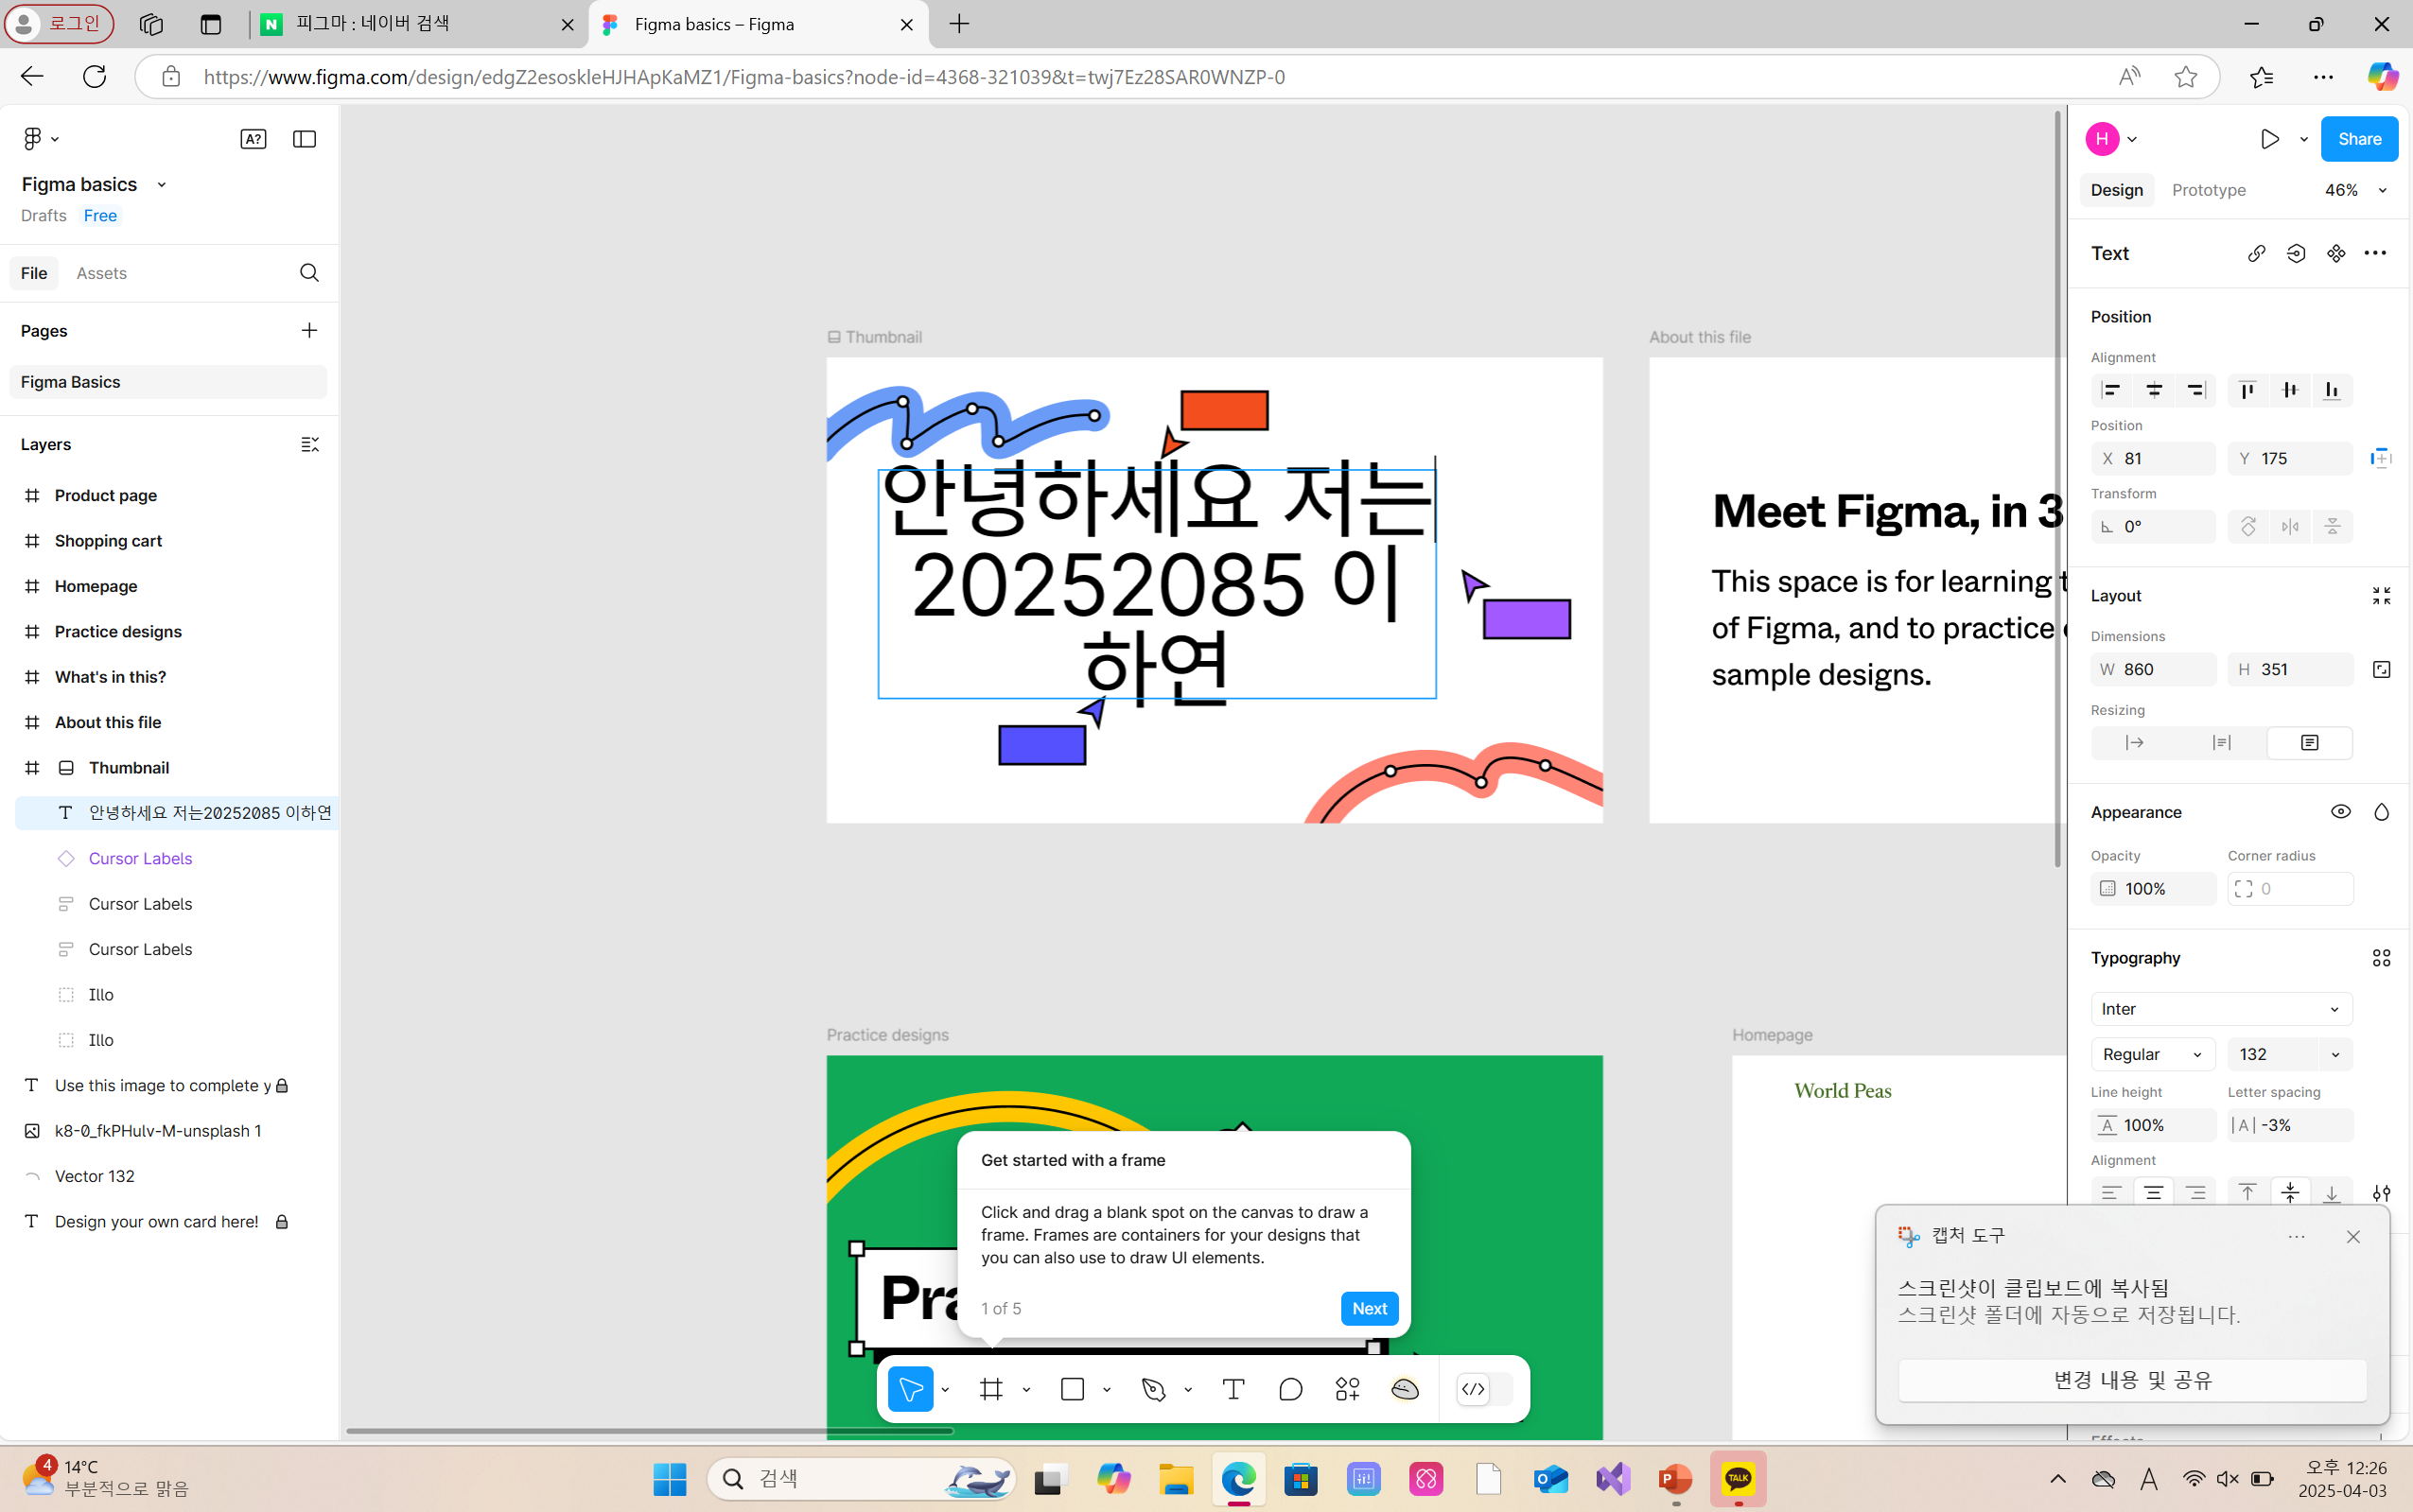 로그인
피그마 : 네이버 검색
Figma basics – Figma
https://www.figma.com/design/edgZ2esoskleHJHApKaMZ1/Figma-basics?node-id=4368-321039&t=twj7Ez28SAR0WNZP-0
A?
Figma basics
Drafts Free
File Assets
Pages
Figma Basics
Layers
Product page
Shopping cart
Homepage
Practice designs
What's in this?
About this file
Thumbnail
안녕하세요 저는20252085 이하연
Cursor Labels
Cursor Labels
Cursor Labels
Illo
Illo
Use this image to complete y
k8-0_fkPHulv-M-unsplash 1
Vector 132
Design your own card here!
Thumbnail
안녕하세요 저는
20252085 이
하연
About this file
Meet Figma, in 3
This space is for learning t
of Figma, and to practice
sample designs.
Practice designs
Pra
Homepage
World Peas
Get started with a frame
Click and drag a blank spot on the canvas to draw a
frame. Frames are containers for your designs that
you can also use to draw UI elements.
1 of 5
Next
H
Share
Design Prototype 46%
Text
Position
Alignment
Position
X 81 Y 175
Transform
0°
Layout
Dimensions
W 860 H 351
Resizing
Appearance
Opacity Corner radius
100% 0
Typography
Inter
Regular 132
Line height Letter spacing
100% -3%
Alignment
캡처 도구
스크린샷이 클립보드에 복사됨
스크린샷 폴더에 자동으로 저장됩니다.
변경 내용 및 공유
4
14°C
부분적으로 맑음
검색
TALK
A
오후 12:26
2025-04-03